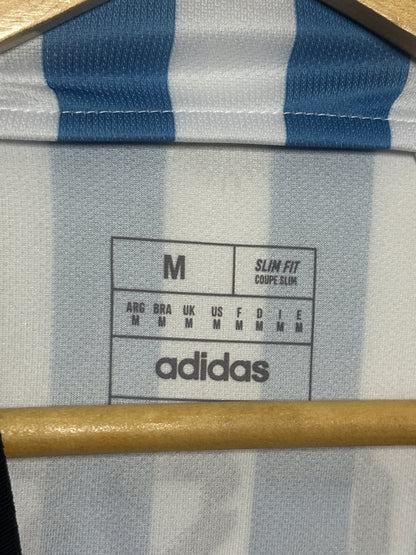 M
SLIM FIT
COUPE SLIM
ARG BRA UK US F D I E
M M M M M M M M
adidas